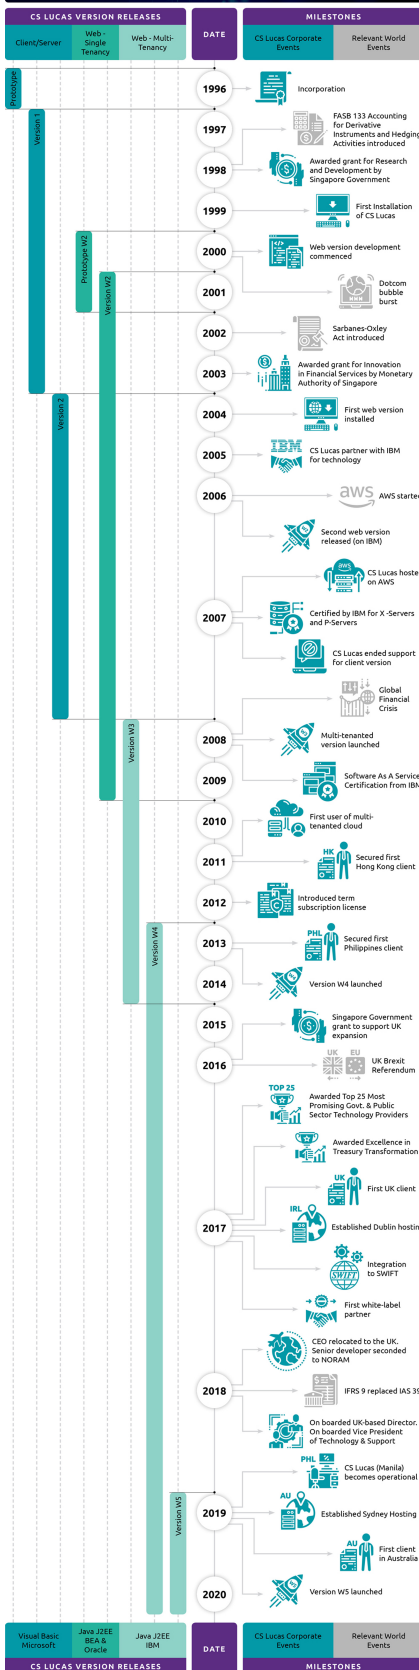 CS LUCAS VERSION RELEASES
DATE
MILESTONES
Client/Server
Web -
Single
Tenancy
Web - Multi-
Tenancy
CS Lucas Corporate
Events
Relevant World
Events
Prototype
1996
Incorporation
Version 1
1997
FASB 133 Accounting
for Derivative
Instruments and Hedging
Activities introduced
1998
Awarded grant for Research
and Development by
Singapore Government
1999
First Installation
of CS Lucas
Prototype W2
2000
Web version development
commenced
Version W2
2001
Dotcom
bubble
burst
2002
Sarbanes-Oxley
Act introduced
2003
Awarded grant for Innovation
in Financial Services by Monetary
Authority of Singapore
Version 2
2004
First web version
installed
2005
IBM
CS Lucas partner with IBM
for technology
2006
aws
AWS starte
Second web version
released (on IBM)
aws
CS Lucas hoste
on AWS
2007
Certified by IBM for X -Servers
and P-Servers
CS Lucas ended support
for client version
Global
Financial
Crisis
Version W3
2008
Multi-tenanted
version launched
2009
Software As A Service
Certification from IBM
2010
First user of multi-
tenanted cloud
2011
HK
Secured first
Hong Kong client
2012
Introduced term
subscription license
Version W4
2013
PHL
Secured first
Philippines client
2014
Version W4 launched
2015
Singapore Government
grant to support UK
expansion
2016
UK EU
UK Brexit
Referendum
TOP 25
Awarded Top 25 Most
Promising Govt. & Public
Sector Technology Providers
Awarded Excellence in
Treasury Transformation
UK
First UK client
2017
IRL
Established Dublin hostin
SWIFT
Integration
to SWIFT
First white-label
partner
CEO relocated to the UK.
Senior developer seconded
to NORAM
2018
IFRS 9 replaced IAS 39
On boarded UK-based Director.
On boarded Vice President
of Technology & Support
PHL
CS Lucas (Manila)
becomes operational
Version W5
2019
AU
Established Sydney Hosting
AU
First client
in Australia
2020
Version W5 launched
Visual Basic
Microsoft
Java J2EE
BEA &
Oracle
Java J2EE
IBM
DATE
CS Lucas Corporate
Events
Relevant World
Events
CS LUCAS VERSION RELEASES
MILESTONES